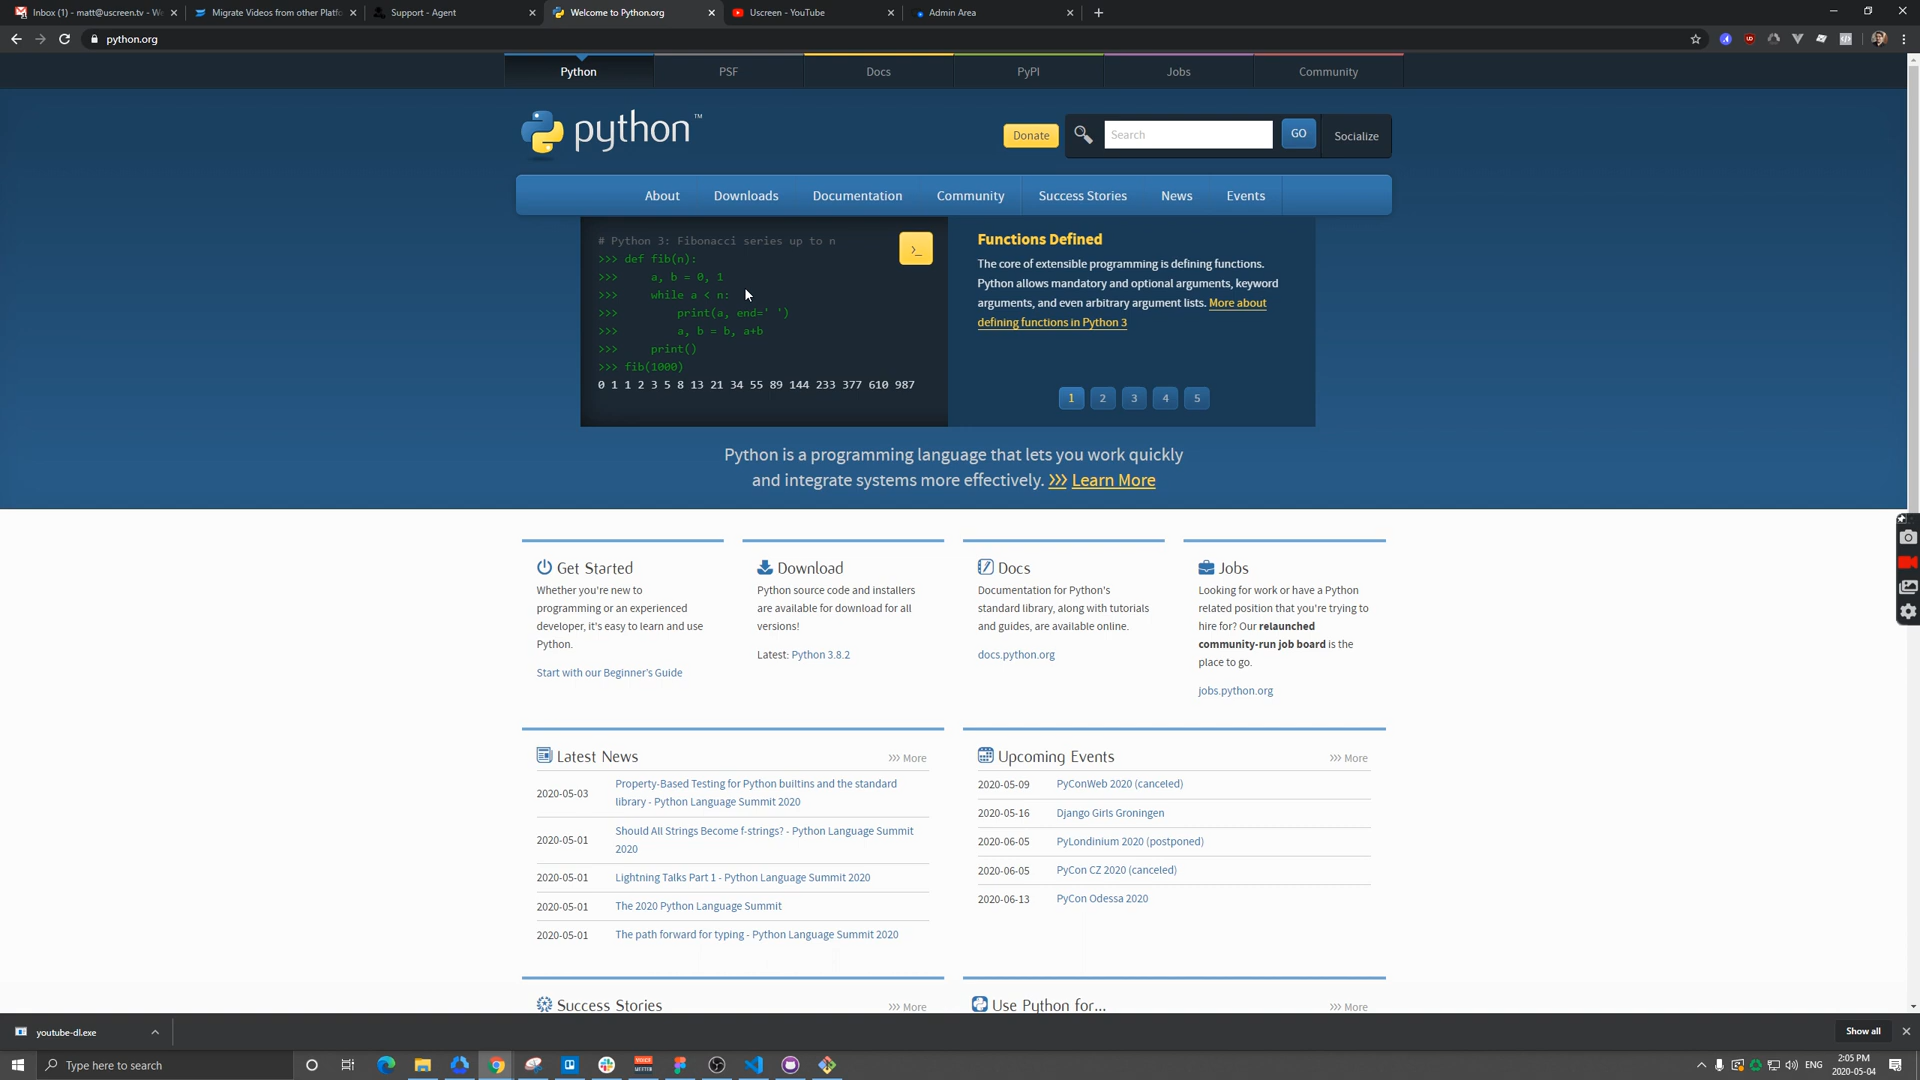 Inbox (1) - matt@uscreen.tv - We
Migrate Videos from other Platfo
Support - Agent
Welcome to Python.org
Uscreen - YouTube
Admin Area
python.org
Python
PSF
Docs
PyPI
Jobs
Community
python™
Donate
Search
GO
Socialize
About
Downloads
Documentation
Community
Success Stories
News
Events
# Python 3: Fibonacci series up to n
>>> def fib(n):
>>>     a, b = 0, 1
>>>     while a < n:
>>>         print(a, end=' ')
>>>         a, b = b, a+b
>>>     print()
>>> fib(1000)
0 1 1 2 3 5 8 13 21 34 55 89 144 233 377 610 987
>_
Functions Defined
The core of extensible programming is defining functions.
Python allows mandatory and optional arguments, keyword
arguments, and even arbitrary argument lists. More about
defining functions in Python 3
1 2 3 4 5
Python is a programming language that lets you work quickly
and integrate systems more effectively. >>> Learn More
Get Started
Whether you're new to
programming or an experienced
developer, it's easy to learn and use
Python.
Start with our Beginner's Guide
Download
Python source code and installers
are available for download for all
versions!
Latest: Python 3.8.2
Docs
Documentation for Python's
standard library, along with tutorials
and guides, are available online.
docs.python.org
Jobs
Looking for work or have a Python
related position that you're trying to
hire for? Our relaunched
community-run job board is the
place to go.
jobs.python.org
Latest News
>>> More
2020-05-03 Property-Based Testing for Python builtins and the standard
library - Python Language Summit 2020
2020-05-01 Should All Strings Become f-strings? - Python Language Summit
2020
2020-05-01 Lightning Talks Part 1 - Python Language Summit 2020
2020-05-01 The 2020 Python Language Summit
2020-05-01 The path forward for typing - Python Language Summit 2020
Upcoming Events
>>> More
2020-05-09 PyConWeb 2020 (canceled)
2020-05-16 Django Girls Groningen
2020-06-05 PyLondinium 2020 (postponed)
2020-06-05 PyCon CZ 2020 (canceled)
2020-06-13 PyCon Odessa 2020
Success Stories
>>> More
Use Python for...
>>> More
youtube-dl.exe
Show all
Type here to search
ENG
2:05 PM
2020-05-04